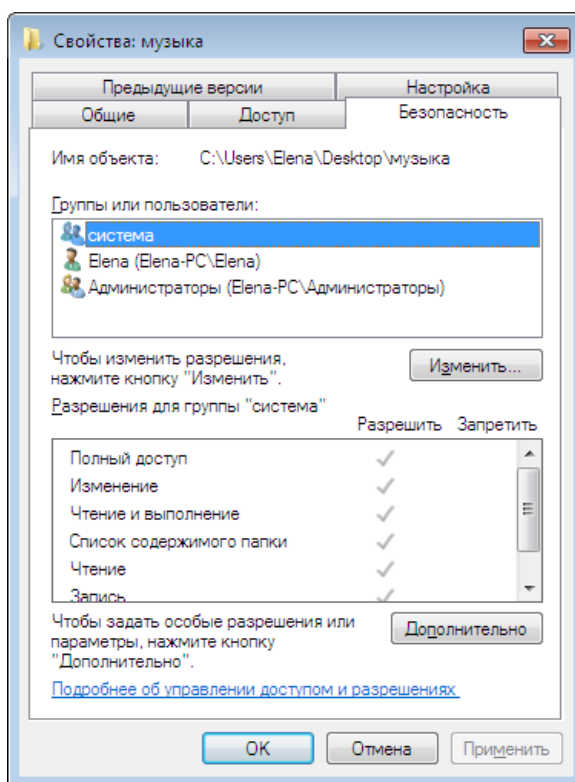 Свойства: музыка
Предыдущие версии Настройка
Общие Доступ Безопасность
Имя объекта: C:\Users\Elena\Desktop\музыка
Группы или пользователи:
система
Elena (Elena-PC\Elena)
Администраторы (Elena-PC\Администраторы)
Чтобы изменить разрешения,
нажмите кнопку "Изменить".
Изменить...
Разрешения для группы "система"
Разрешить Запретить
Полный доступ
Изменение
Чтение и выполнение
Список содержимого папки
Чтение
Запись
Чтобы задать особые разрешения или
параметры, нажмите кнопку
"Дополнительно".
Дополнительно
Подробнее об управлении доступом и разрешениях
OK Отмена Применить